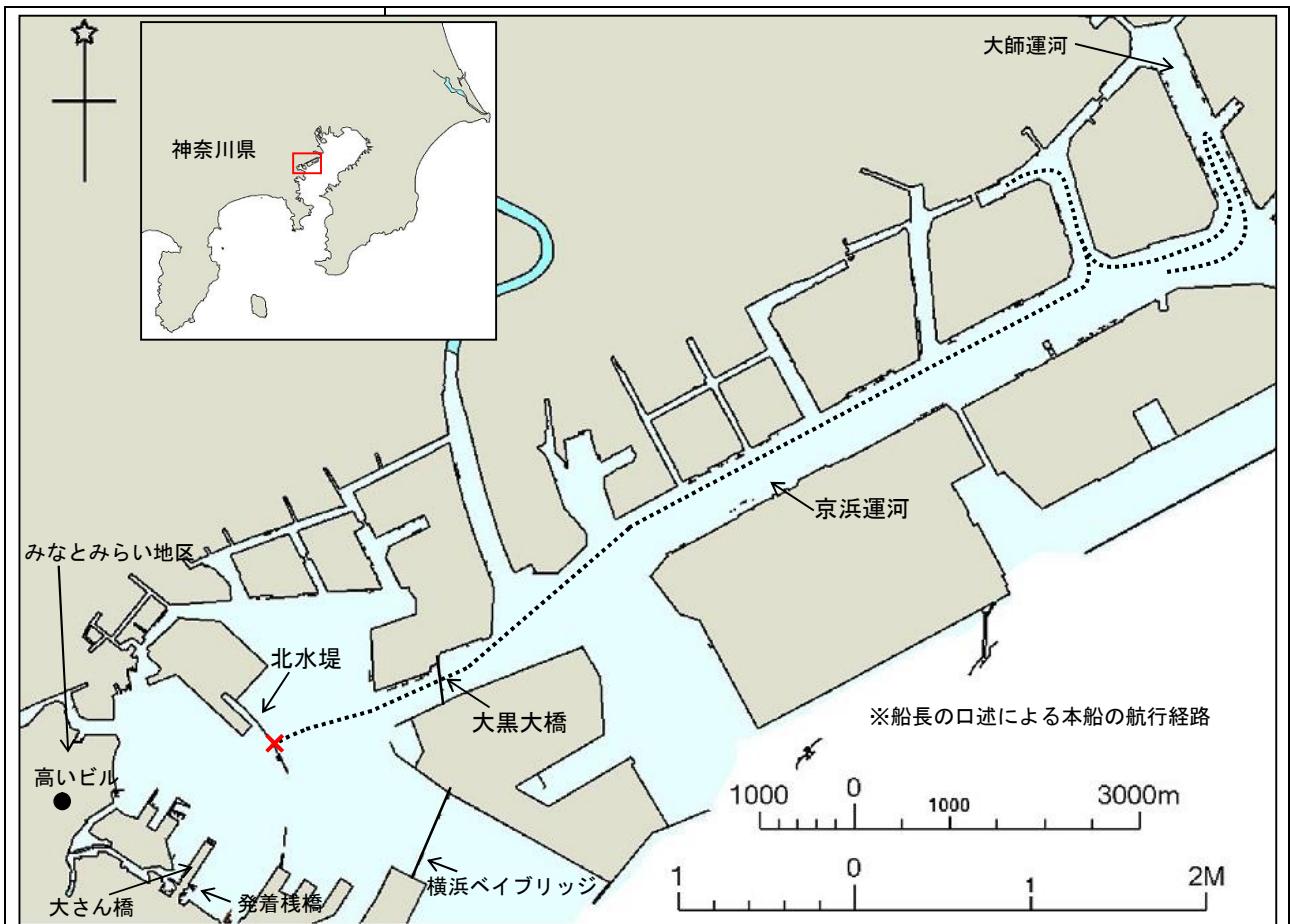 大師運河
神奈川県
京浜運河
みなとみらい地区
北水堤
大黒大橋
※船長の口述による本船の航行経路
高いビル
1000 0 1000 3000m
横浜ベイブリッジ
1 0 1 2M
大さん橋
発着桟橋